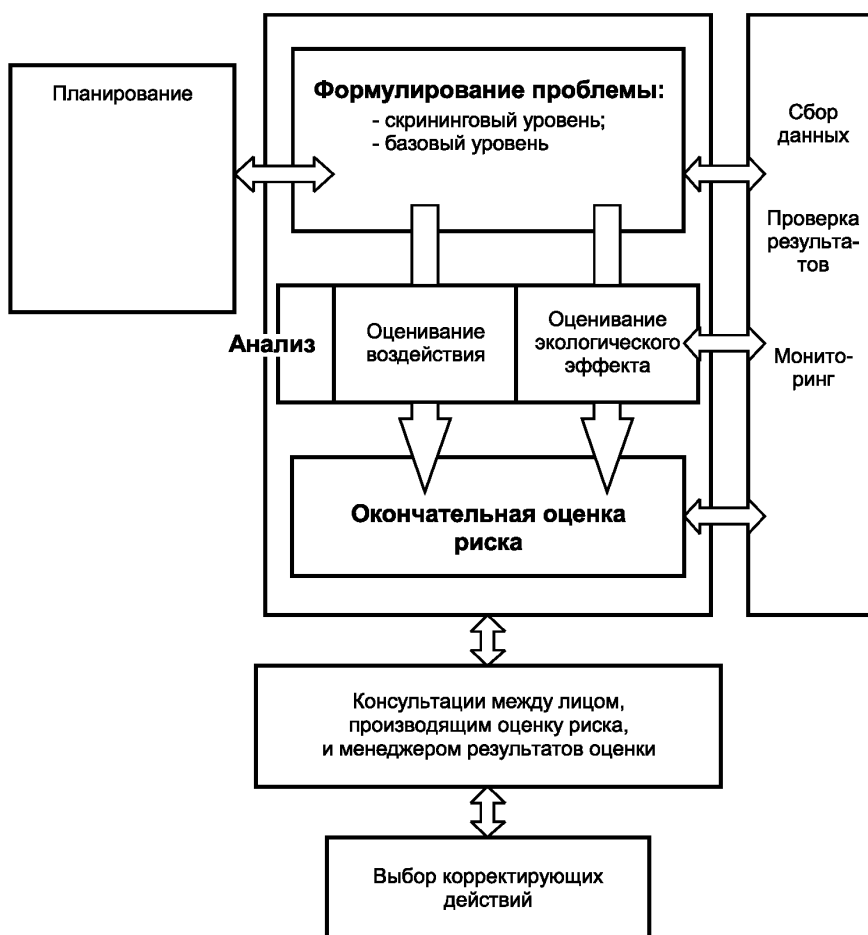 Планирование
Формулирование проблемы:
- скрининговый уровень;
- базовый уровень
Сбор
данных
Проверка
результа-
тов
Монито-
ринг
Анализ
Оценивание
воздействия
Оценивание
экологического
эффекта
Окончательная оценка
риска
Консультации между лицом,
производящим оценку риска,
и менеджером результатов оценки
Выбор корректирующих
действий